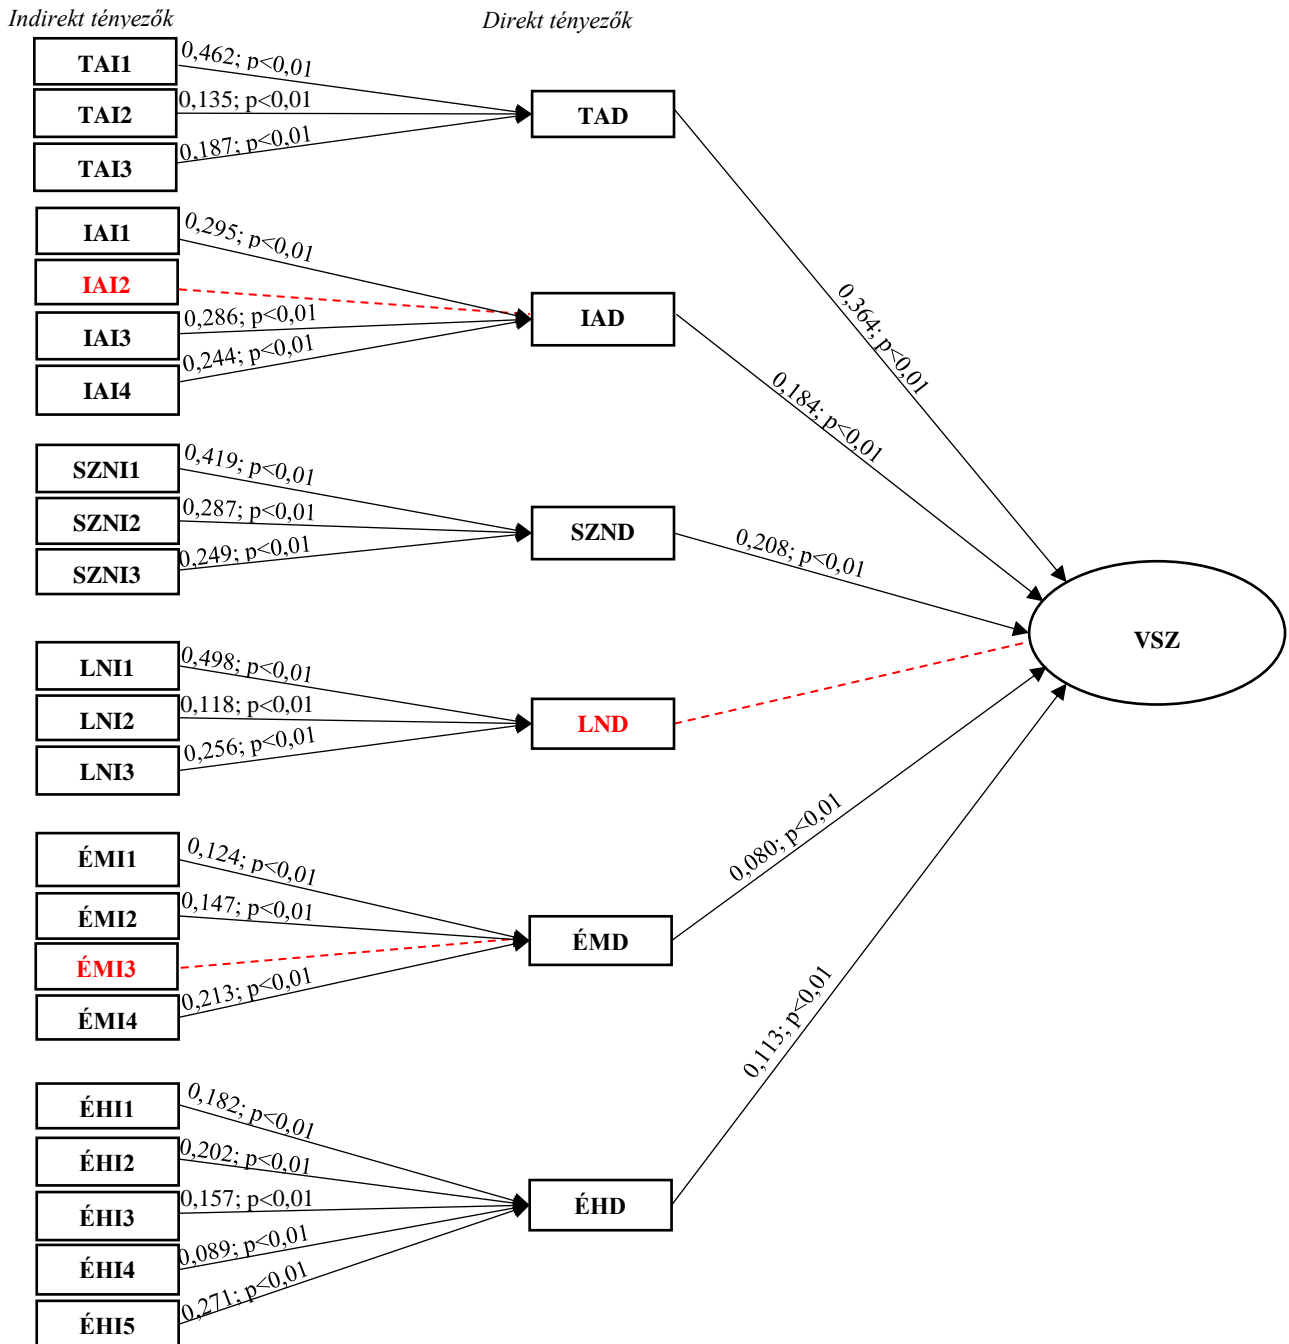 Indirekt tényezők
Direkt tényezők
TAI1
0,462; p<0,01
TAI2
0,135; p<0,01
TAI3
0,187; p<0,01
TAD
IAI1
0,295; p<0,01
IAI2
IAI3
0,286; p<0,01
IAI4
0,244; p<0,01
IAD
SZNI1
0,419; p<0,01
SZNI2
0,287; p<0,01
SZNI3
0,249; p<0,01
SZND
LNI1
0,498; p<0,01
LNI2
0,118; p<0,01
LNI3
0,256; p<0,01
LND
ÉMI1
0,124; p<0,01
ÉMI2
0,147; p<0,01
ÉMI3
ÉMI4
0,213; p<0,01
ÉMD
ÉHI1
0,182; p<0,01
ÉHI2
0,202; p<0,01
ÉHI3
0,157; p<0,01
ÉHI4
0,089; p<0,01
ÉHI5
0,271; p<0,01
ÉHD
0,364; p<0,01
0,184; p<0,01
0,208; p<0,01
0,080; p<0,01
0,113; p<0,01
VSZ